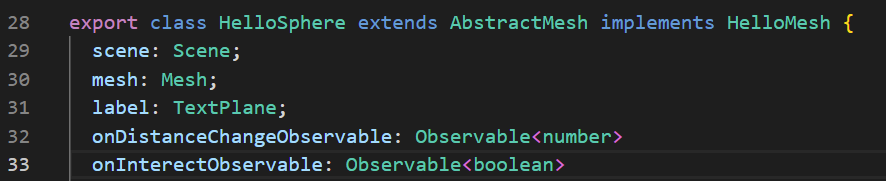 28 export class HelloSphere extends AbstractMesh implements HelloMesh {
29 scene: Scene;
30 mesh: Mesh;
31 label: TextPlane;
32 onDistanceChangeObservable: Observable<number>
33 onInterectObservable: Observable<boolean>